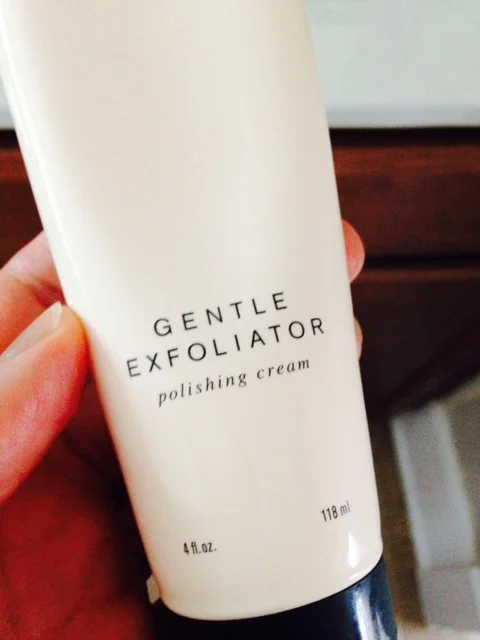 GENTLE
EXFOLIATOR
polishing cream
4 fl.oz. 118 ml